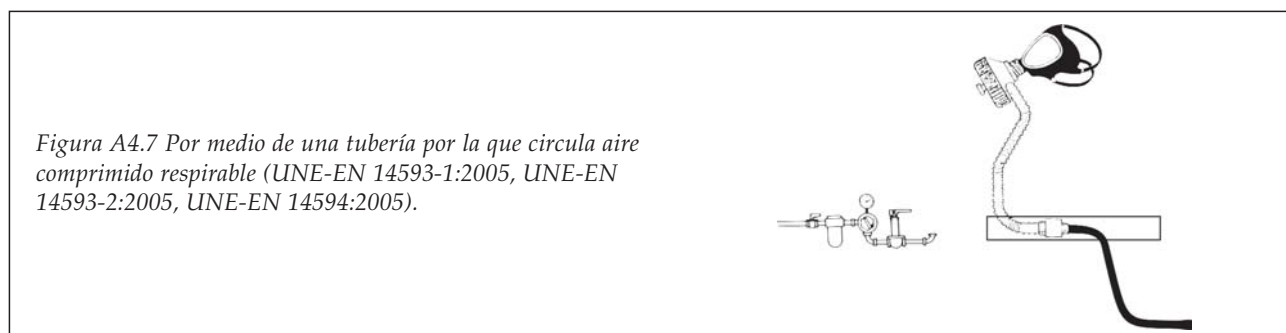 Figura A4.7 Por medio de una tubería por la que circula aire
comprimido respirable (UNE-EN 14593-1:2005, UNE-EN
14593-2:2005, UNE-EN 14594:2005).